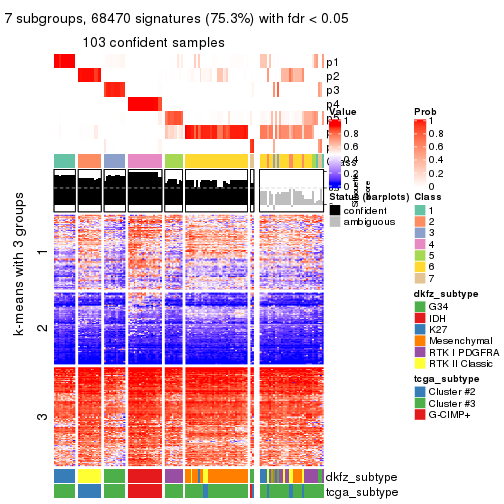 7 subgroups, 68470 signatures (75.3%) with fdr < 0.05
103 confident samples
p1
p2
p3
p4
k-means with 3 groups
1
2
3
Value
1
0.8
0.6
0.4
0.2
0
Prob
1
0.8
0.6
0.4
0.2
0
Status (barplots)
confident
ambiguous
Class
1
2
3
4
5
6
7
dkfz_subtype
G34
IDH
K27
Mesenchymal
RTK I PDGFRA
RTK II Classic
tcga_subtype
Cluster #2
Cluster #3
G-CIMP+
dkfz_subtype
tcga_subtype